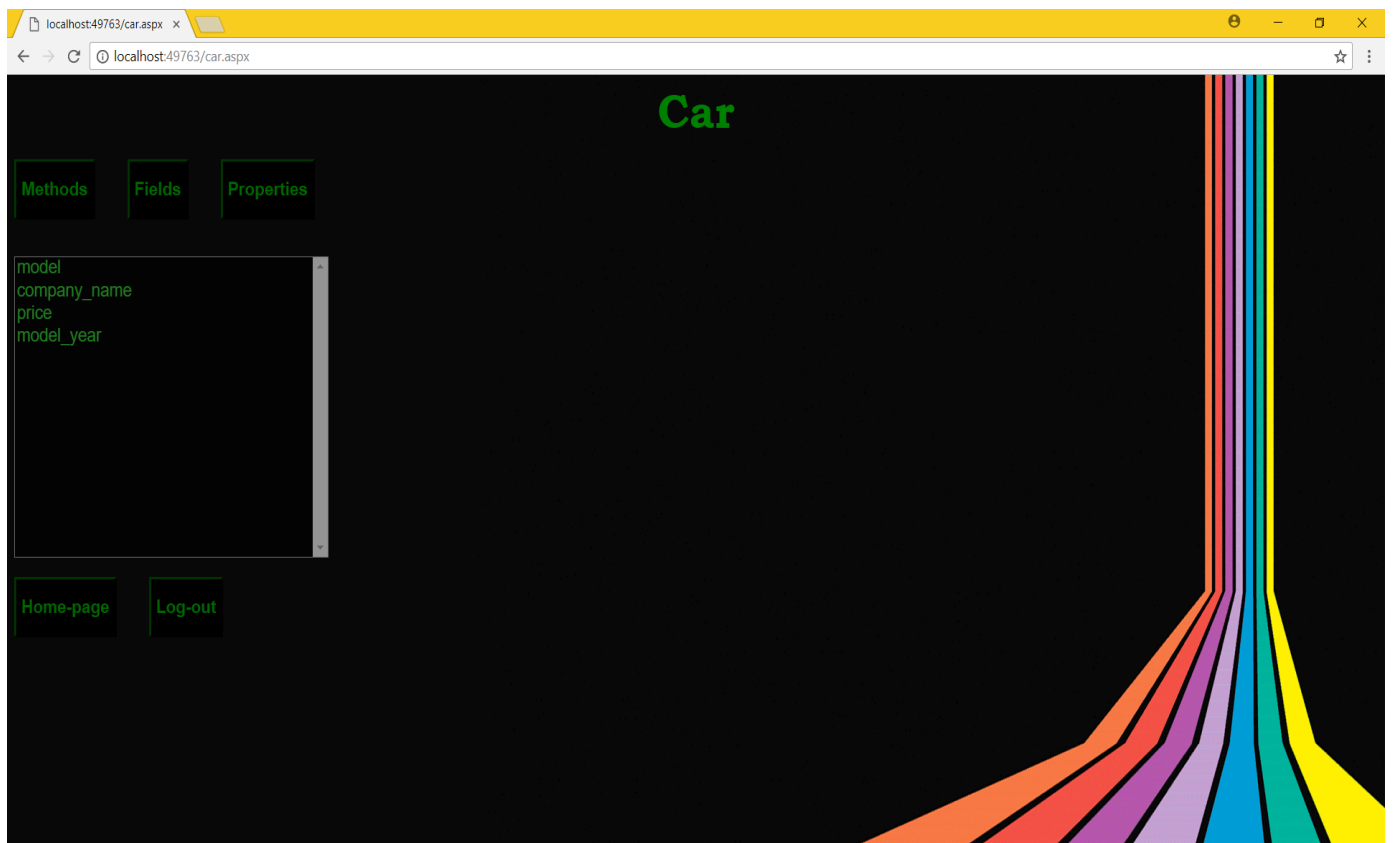 localhost:49763/car.aspx
localhost:49763/car.aspx
Car
Methods Fields Properties
model
company_name
price
model_year
Home-page Log-out